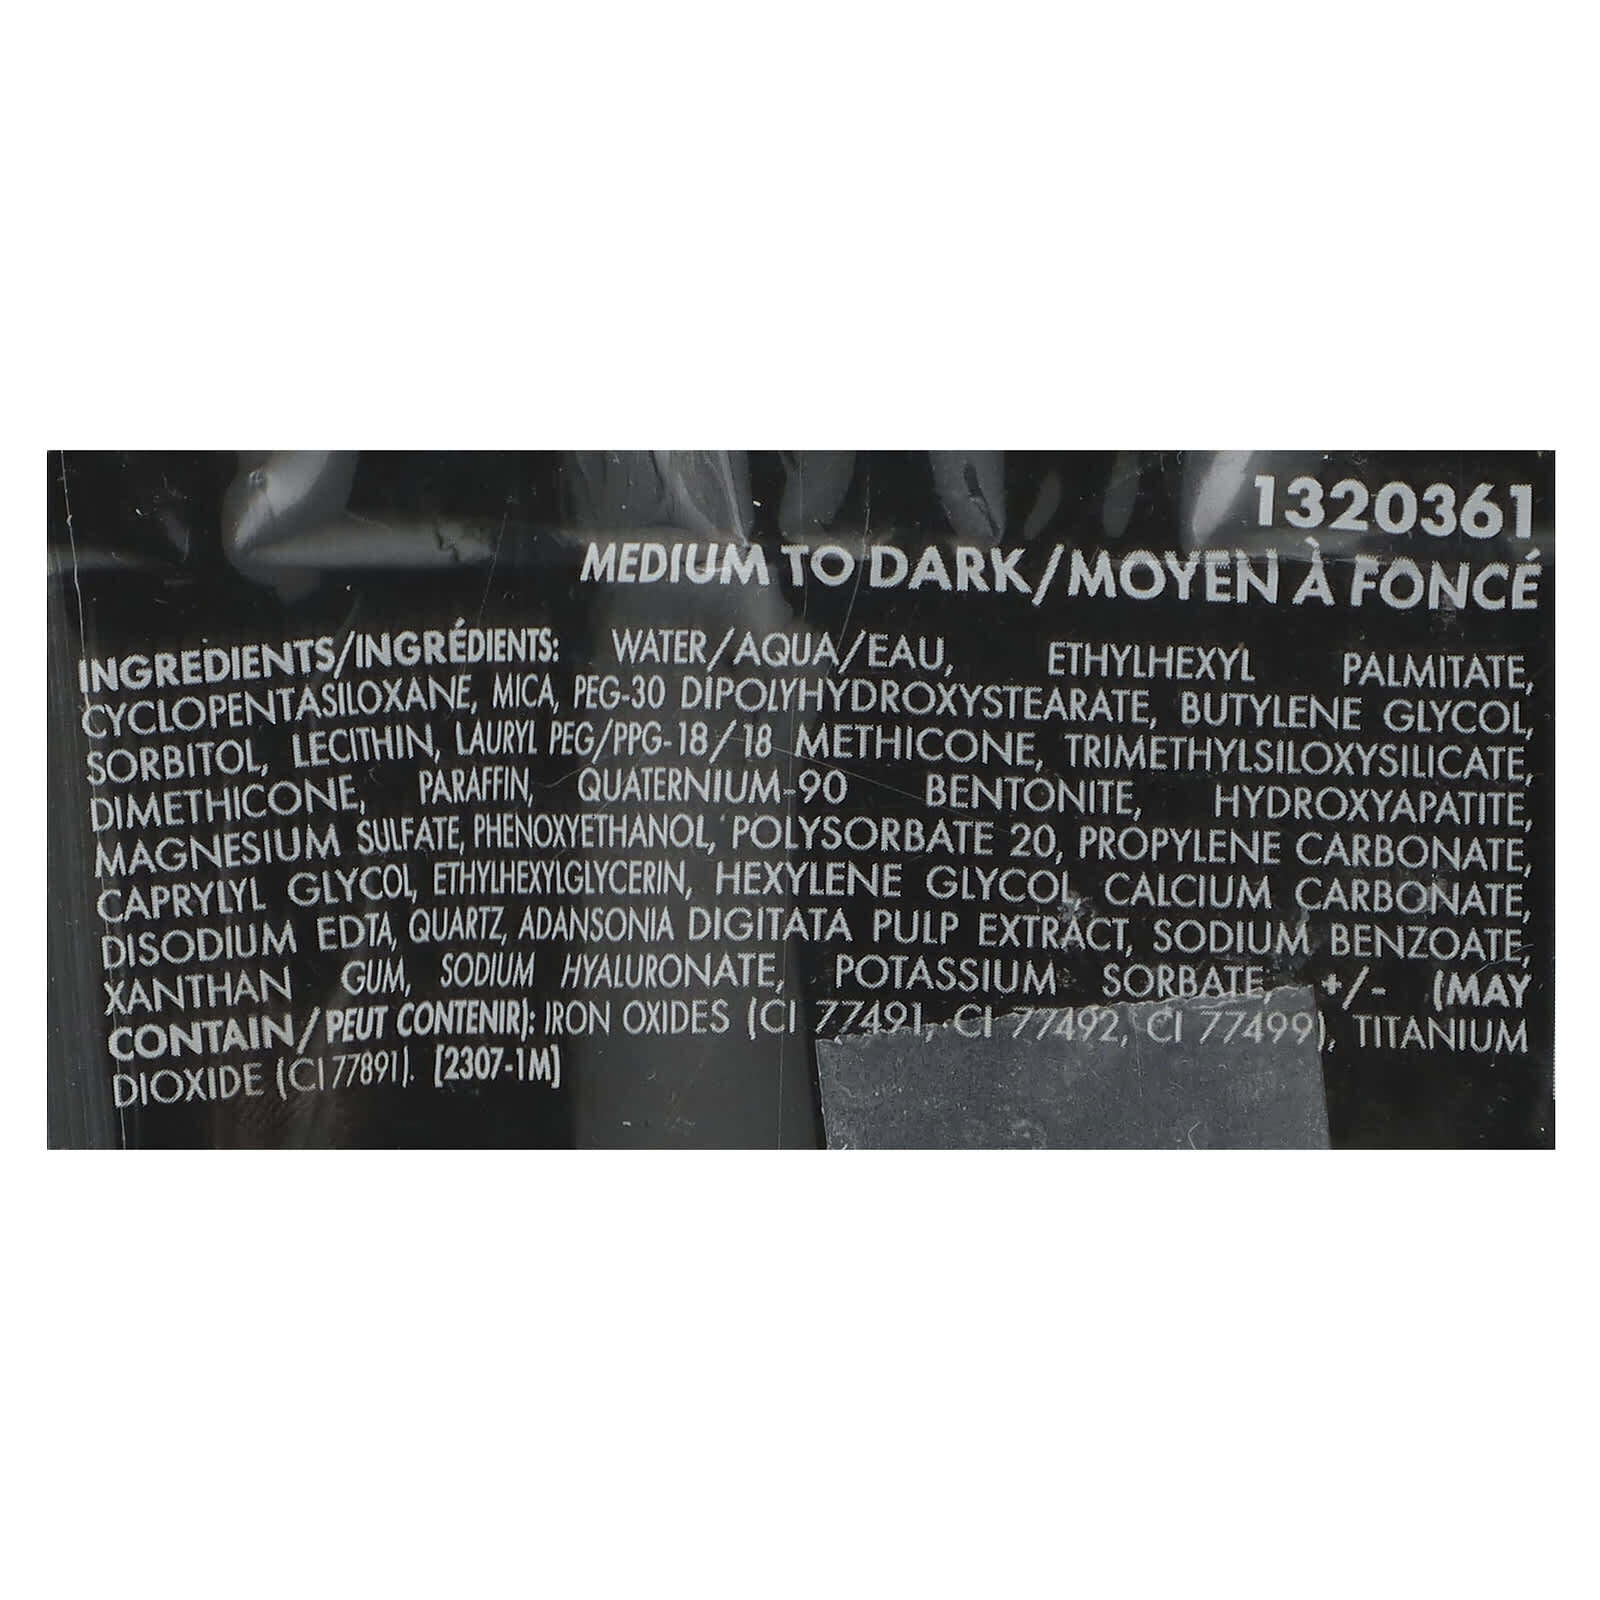 1320361
MEDIUM TO DARK/MOYEN À FONCÉ
INGREDIENTS/INGRÉDIENTS: WATER/AQUA/EAU, ETHYLHEXYL PALMITATE,
CYCLOPENTASILOXANE, MICA, PEG-30 DIPOLYHYDROXYSTEARATE, BUTYLENE GLYCOL,
SORBITOL, LECITHIN, LAURYL PEG/PPG-18/18 METHICONE, TRIMETHYLSILOXYSILICATE,
DIMETHICONE, PARAFFIN, QUATERNIUM-90 BENTONITE, HYDROXYAPATITE,
MAGNESIUM SULFATE, PHENOXYETHANOL, POLYSORBATE 20, PROPYLENE CARBONATE,
CAPRYLYL GLYCOL, ETHYLHEXYLGLYCERIN, HEXYLENE GLYCOL, CALCIUM CARBONATE,
DISODIUM EDTA, QUARTZ, ADANSONIA DIGITATA PULP EXTRACT, SODIUM BENZOATE,
XANTHAN GUM, SODIUM HYALURONATE, POTASSIUM SORBATE, +/- (MAY
CONTAIN/PEUT CONTENIR): IRON OXIDES (CI 77491, CI 77492, CI 77499), TITANIUM
DIOXIDE (CI 77891). [2307-1M]